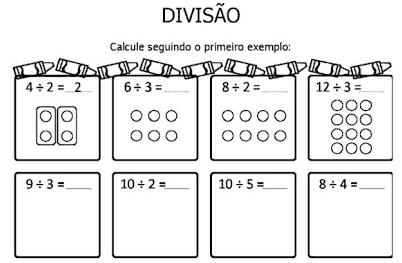 DIVISÃO
Calcule seguindo o primeiro exemplo:
4 ÷ 2 = _2
6 ÷ 3 = ____
8 ÷ 2 = ____
12 ÷ 3 = ____
9 ÷ 3 = ____
10 ÷ 2 = ____
10 ÷ 5 = ____
8 ÷ 4 = ____